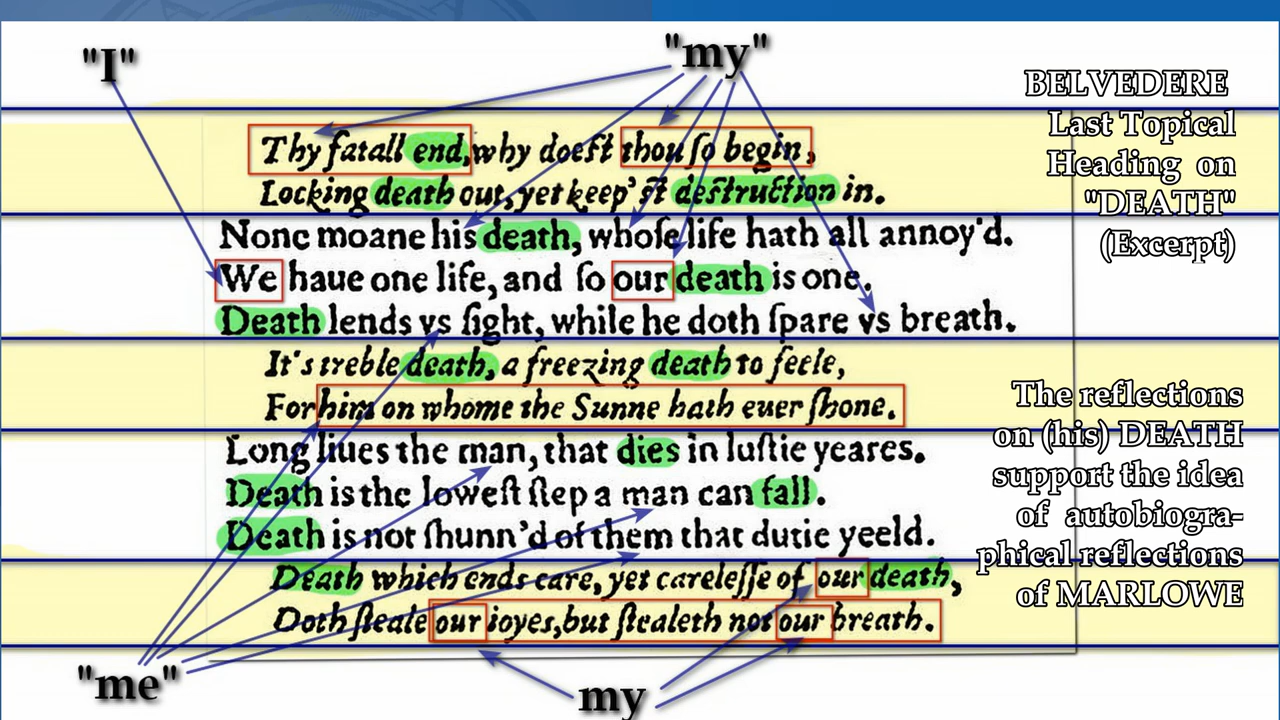 "I"
"my"
BELVEDERE
Last Topical
Heading on
"DEATH"
(Excerpt)
Thy fatall end, why doeſt thou ſo begin,
Locking death out, yet keep'ſt deſtruction in.
None moane his death, whoſe life hath all annoy'd.
We haue one life, and ſo our death is one.
Death lends vs ſight, while he doth ſpare vs breath.
It's treble death, a freezing death to feele,
For him on whome the Sunne hath euer ſhone.
Long liues the man, that dies in luſtie yeares.
Death is the loweſt ſtep a man can fall.
Death is not ſhunn'd of them that dutie yeeld.
Death which ends care, yet careleſſe of our death,
Doth ſteale our ioyes, but ſtealeth not our breath.
The reflections
on (his) DEATH
support the idea
of autobiogra-
phical reflections
of MARLOWE
"me"
my